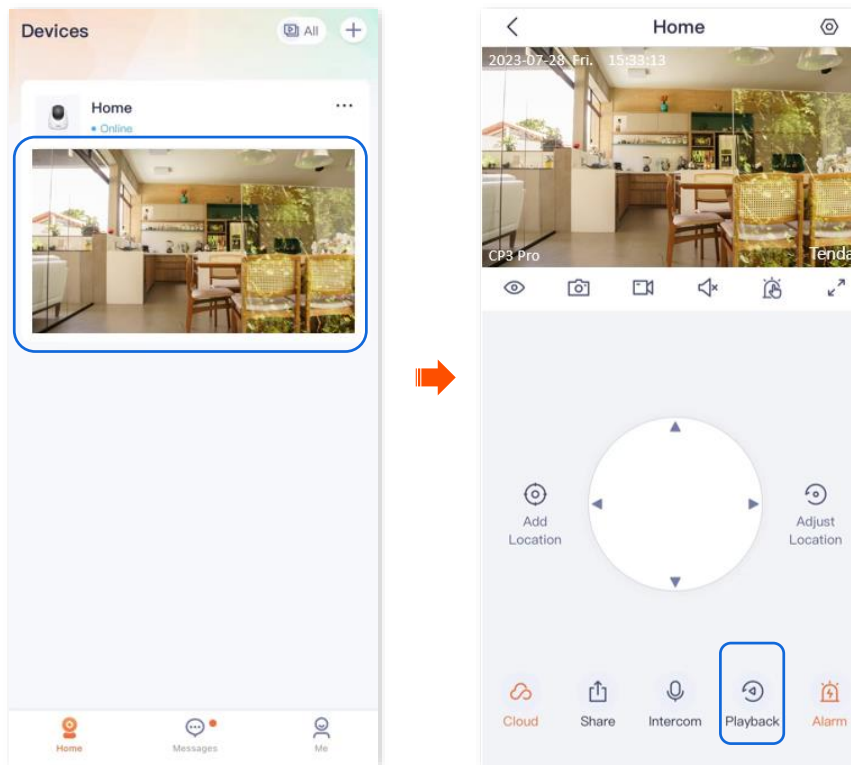 Devices
All
Home
• Online
Home
Messages
Me
Home
2023-07-28 Fri. 15:33:13
CP3 Pro
Tenda
Add
Location
Adjust
Location
Cloud
Share
Intercom
Playback
Alarm